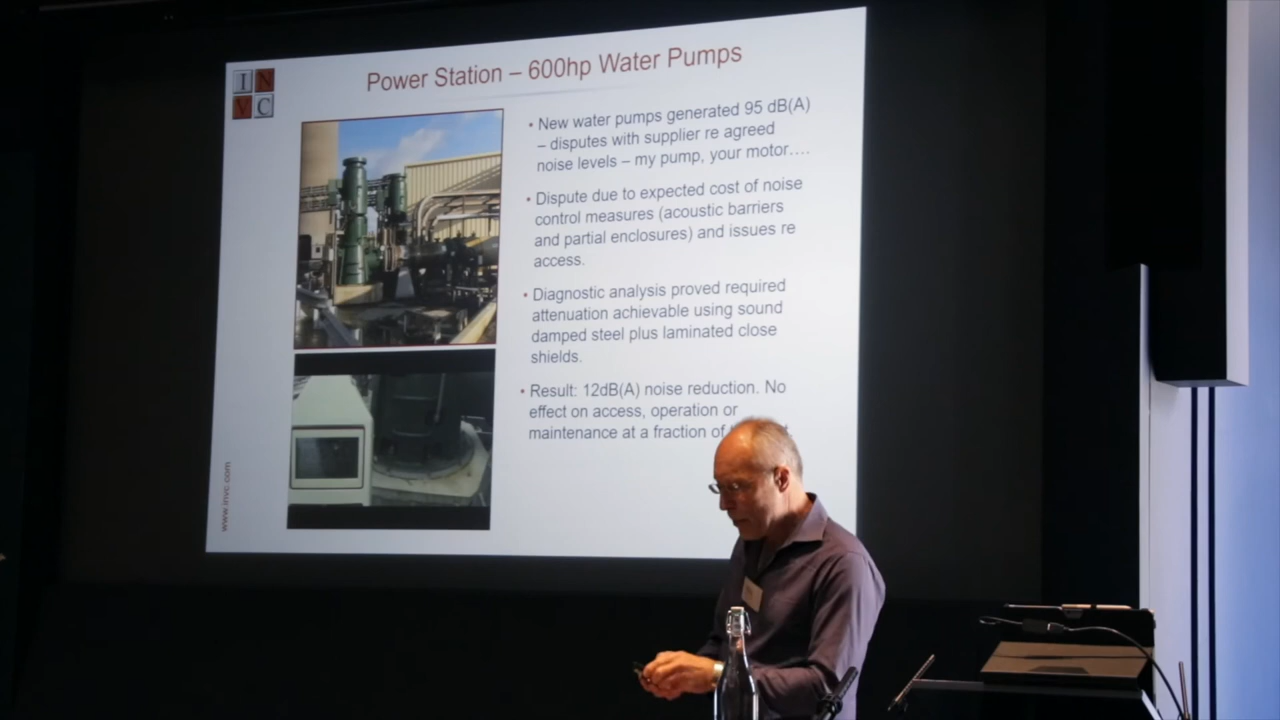 IN
VC
Power Station – 600hp Water Pumps
• New water pumps generated 95 dB(A)
– disputes with supplier re agreed
noise levels – my pump, your motor….
• Dispute due to expected cost of noise
control measures (acoustic barriers
and partial enclosures) and issues re
access.
• Diagnostic analysis proved required
attenuation achievable using sound
damped steel plus laminated close
shields.
• Result: 12dB(A) noise reduction. No
effect on access, operation or
maintenance at a fraction of
www.invc.com